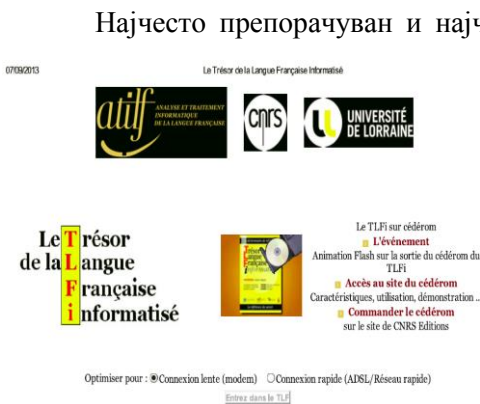 Најчесто препорачуван и најч
07/09/2013
Le Trésor de la Langue Française Informatisé
atilf
ANALYSE ET TRAITEMENT
INFORMATIQUE
DE LA LANGUE FRANÇAISE
cnrs
UNIVERSITÉ
DE LORRAINE
Le Trésor
de la Langue
Française
informatisé
Le TLFi sur cédérom
L'événement
Animation Flash sur la sortie du cédérom du
TLFi
Accès au site du cédérom
Caractéristiques, utilisation, démonstration ...
Commander le cédérom
sur le site de CNRS Editions
Optimiser pour : Connexion lente (modem) Connexion rapide (ADSL/Réseau rapide)
Entrez dans le TLF